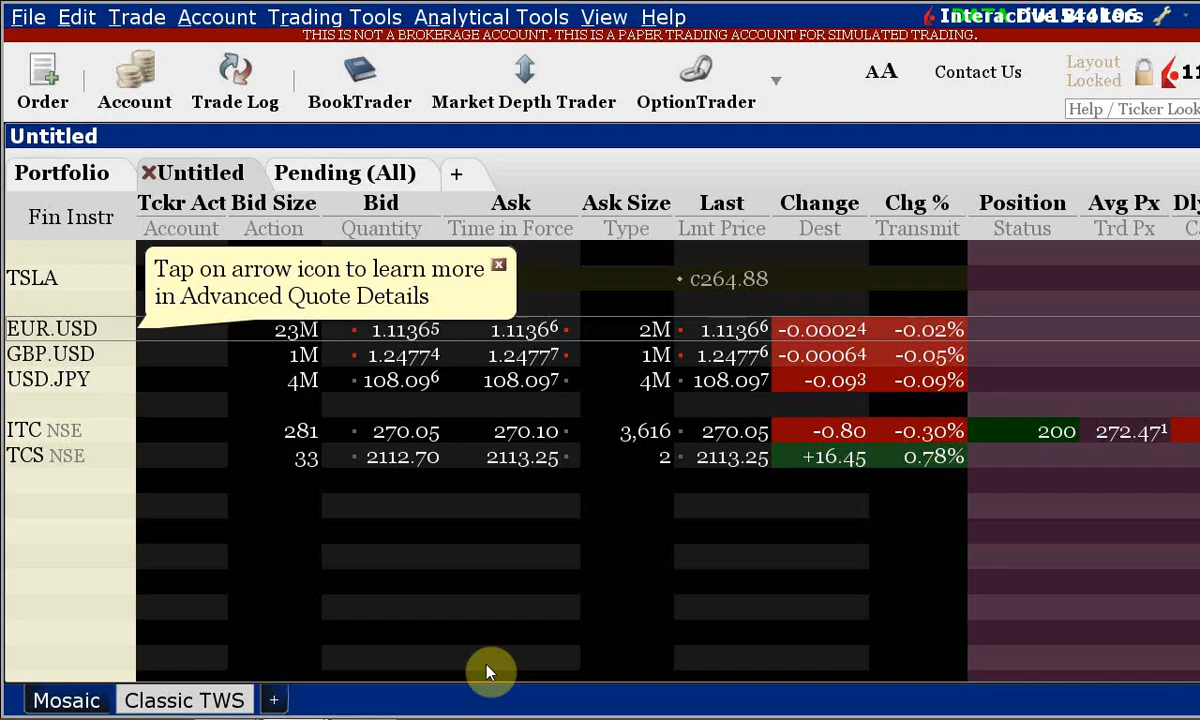 File Edit Trade Account Trading Tools Analytical Tools View Help
THIS IS NOT A BROKERAGE ACCOUNT. THIS IS A PAPER TRADING ACCOUNT FOR SIMULATED TRADING.
Order Account Trade Log BookTrader Market Depth Trader OptionTrader AA Contact Us Layout Locked 11
Help / Ticker Look
Untitled
Portfolio Untitled Pending (All) +
Fin Instr
Tckr Act Bid Size Bid Ask Ask Size Last Change Chg % Position Avg Px Dly
Account Action Quantity Time in Force Type Lmt Price Dest Transmit Status Trd Px
Tap on arrow icon to learn more
in Advanced Quote Details
TSLA c264.88
EUR.USD 23M 1.11365 1.11366 2M 1.11366 -0.00024 -0.02%
GBP.USD 1M 1.24774 1.24777 1M 1.24776 -0.00064 -0.05%
USD.JPY 4M 108.096 108.097 4M 108.097 -0.093 -0.09%
ITC NSE 281 270.05 270.10 3,616 270.05 -0.80 -0.30% 200 272.471
TCS NSE 33 2112.70 2113.25 2 2113.25 +16.45 0.78%
Mosaic Classic TWS +